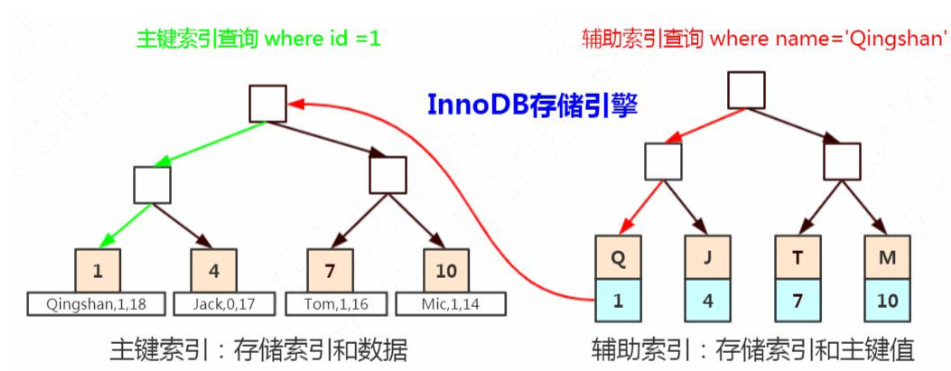 主键索引查询 where id =1
辅助索引查询 where name='Qingshan'
InnoDB存储引擎
1
4
7
10
Qingshan,1,18
Jack,0,17
Tom,1,16
Mic,1,14
Q
J
T
M
1
4
7
10
主键索引：存储索引和数据
辅助索引：存储索引和主键值